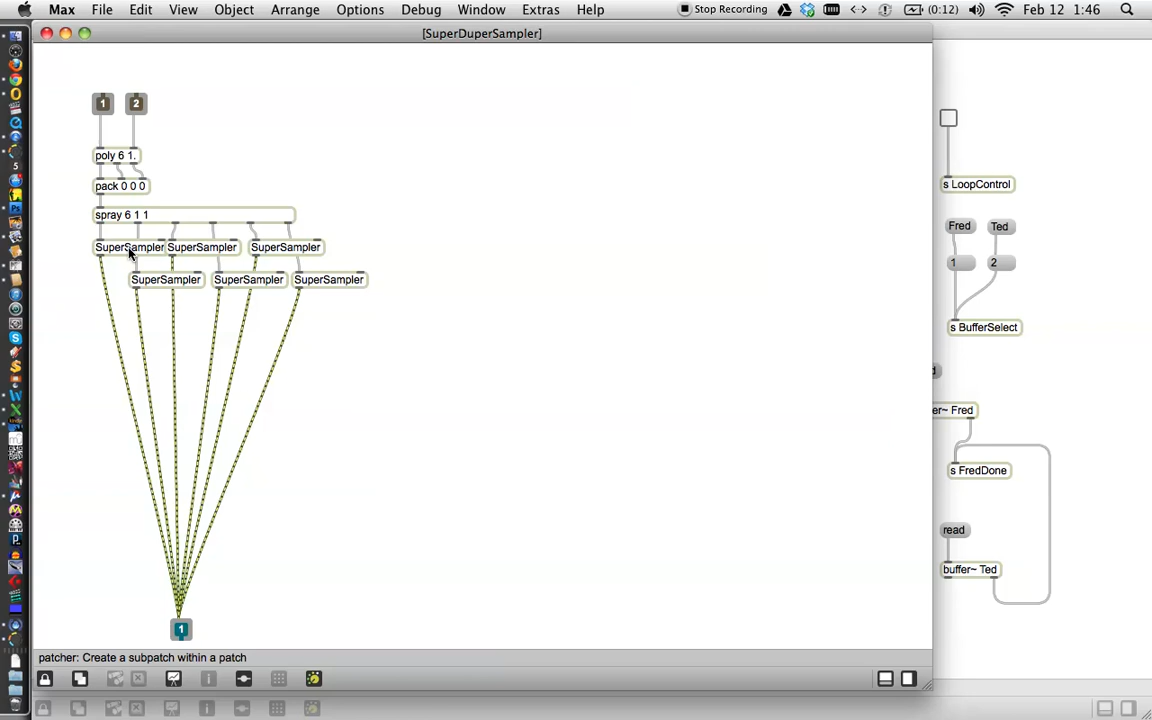 Max File Edit View Object Arrange Options Debug Window Extras Help Stop Recording (0:12) Feb 12 1:46
[SuperDuperSampler]
1 2
poly 6 1.
pack 0 0 0
spray 6 1 1
SuperSampler SuperSampler SuperSampler
SuperSampler SuperSampler SuperSampler
1
patcher: Create a subpatch within a patch
s LoopControl
Fred Ted
1 2
s BufferSelect
d
er~ Fred
s FredDone
read
buffer~ Ted